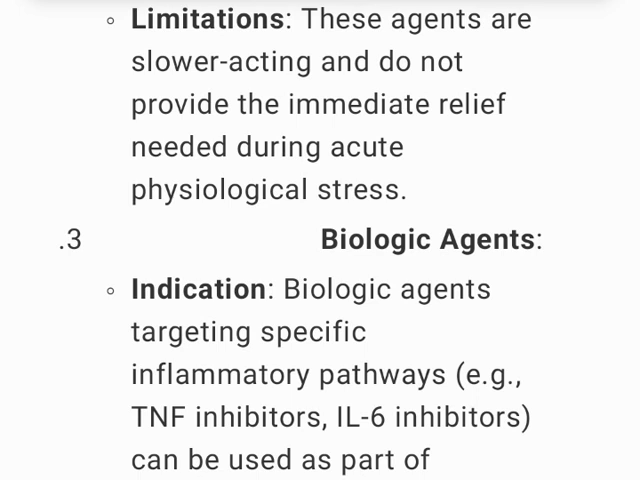 ◦ Limitations: These agents are
slower-acting and do not
provide the immediate relief
needed during acute
physiological stress.
.3 Biologic Agents:
◦ Indication: Biologic agents
targeting specific
inflammatory pathways (e.g.,
TNF inhibitors, IL-6 inhibitors)
can be used as part of